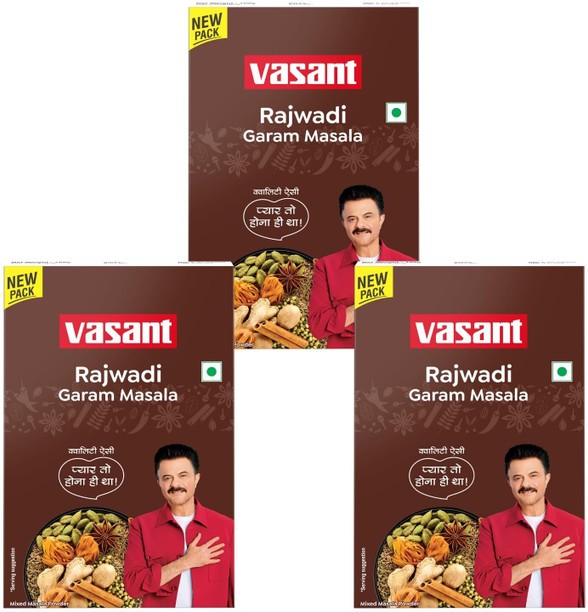 NEW
PACK
vasant
Rajwadi
Garam Masala
क्वालिटी ऐसी
प्यार तो
होना ही था!
NEW
PACK
vasant
Rajwadi
Garam Masala
क्वालिटी ऐसी
प्यार तो
होना ही था!
*Serving suggestion
Mixed Masala Powder
NEW
PACK
vasant
Rajwadi
Garam Masala
क्वालिटी ऐसी
प्यार तो
होना ही था!
*Serving suggestion
Mixed Masala Powder